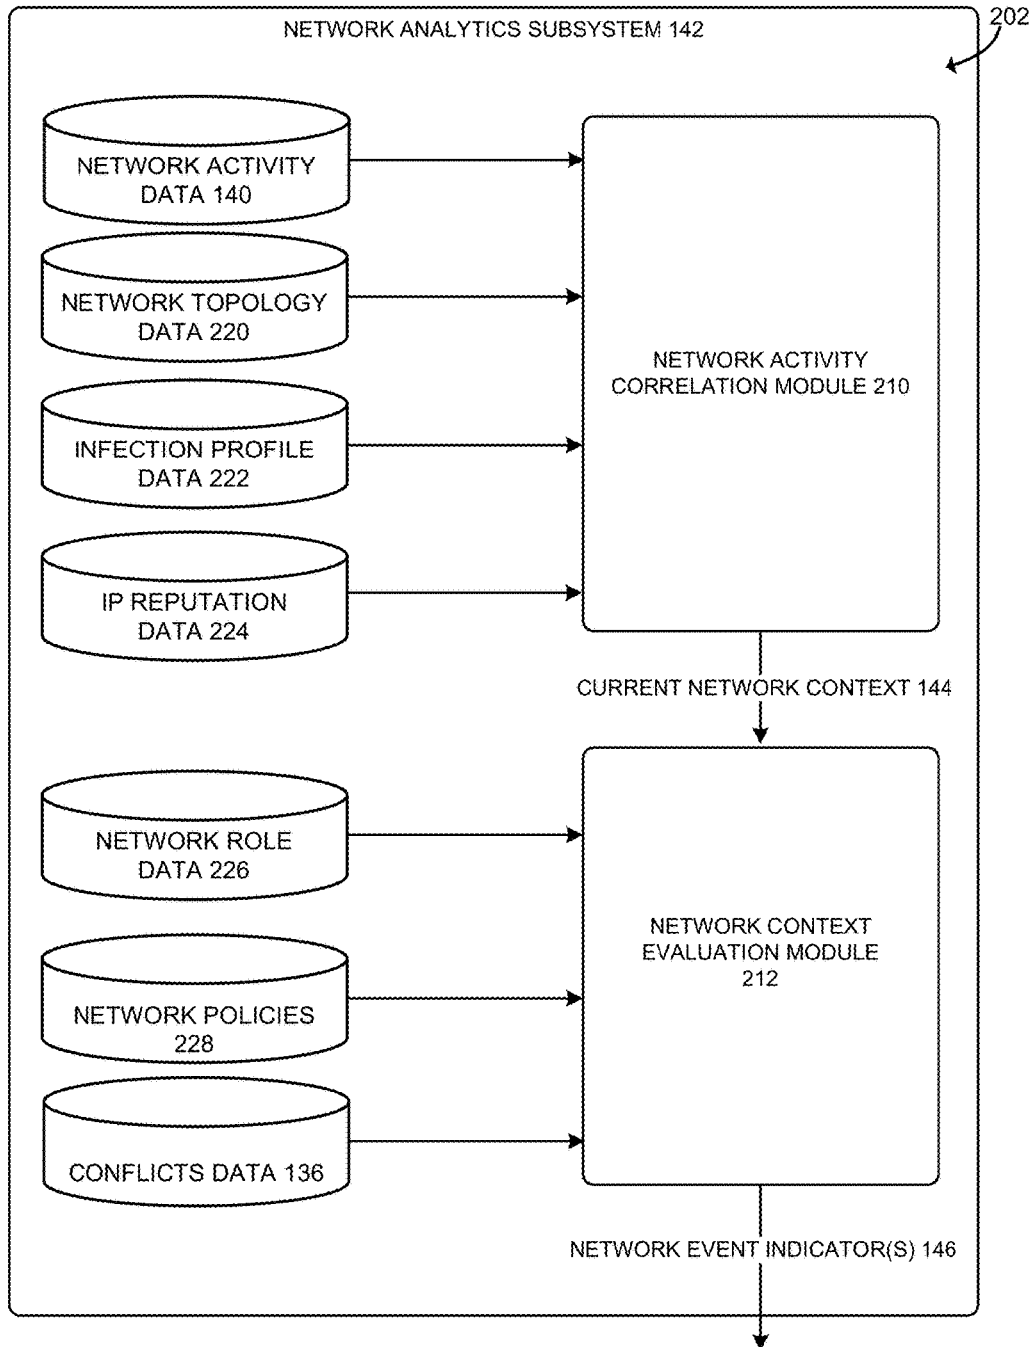 NETWORK ANALYTICS SUBSYSTEM 142
202
NETWORK ACTIVITY
DATA 140
NETWORK TOPOLOGY
DATA 220
INFECTION PROFILE
DATA 222
IP REPUTATION
DATA 224
NETWORK ACTIVITY
CORRELATION MODULE 210
CURRENT NETWORK CONTEXT 144
NETWORK ROLE
DATA 226
NETWORK POLICIES
228
CONFLICTS DATA 136
NETWORK CONTEXT
EVALUATION MODULE
212
NETWORK EVENT INDICATOR(S) 146